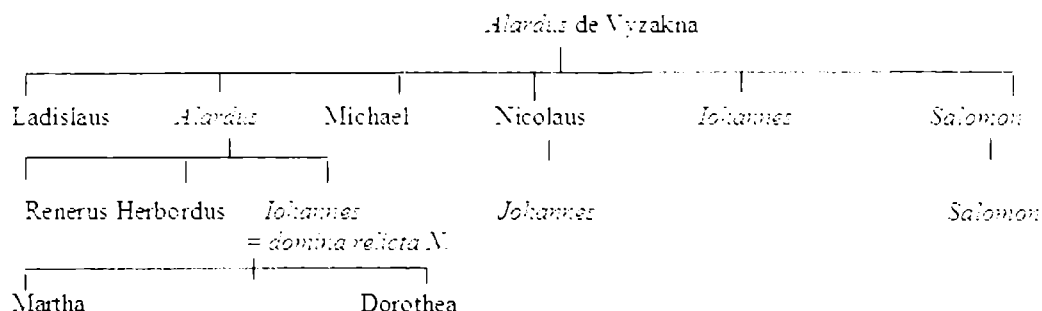 Alardus de Vyzakna
Ladislaus Alardus Michael Nicolaus Iohannes Salomon
Renerus Herbordus Iohannes Johannes Salomon
= domina relicta N.
Martha Dorothea